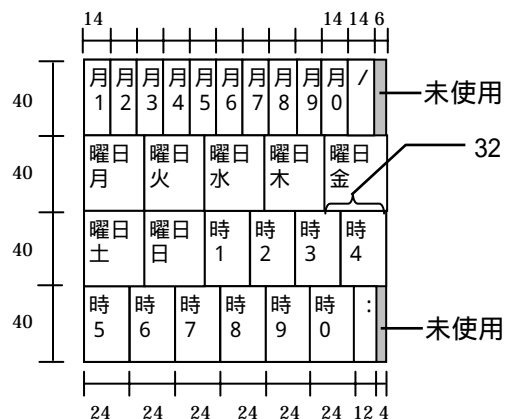 14 14 14 6
40 月1 月2 月3 月4 月5 月6 月7 月8 月9 月0 / 未使用
40 曜日月 曜日火 曜日水 曜日木 曜日金 32
40 曜日土 曜日日 時1 時2 時3 時4
40 時5 時6 時7 時8 時9 時0 : 未使用
24 24 24 24 24 24 12 4